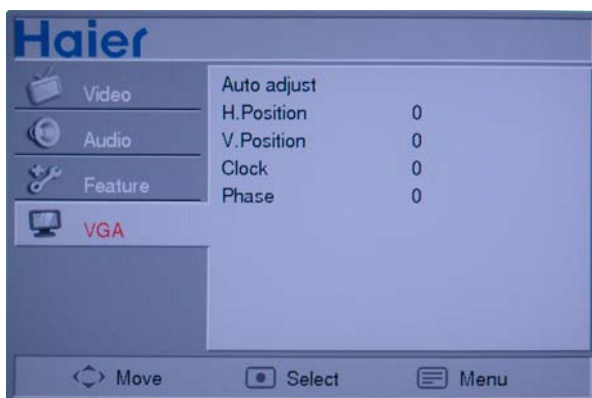 Haier
Video
Audio
Feature
VGA
Auto adjust
H.Position 0
V.Position 0
Clock 0
Phase 0
Move Select Menu